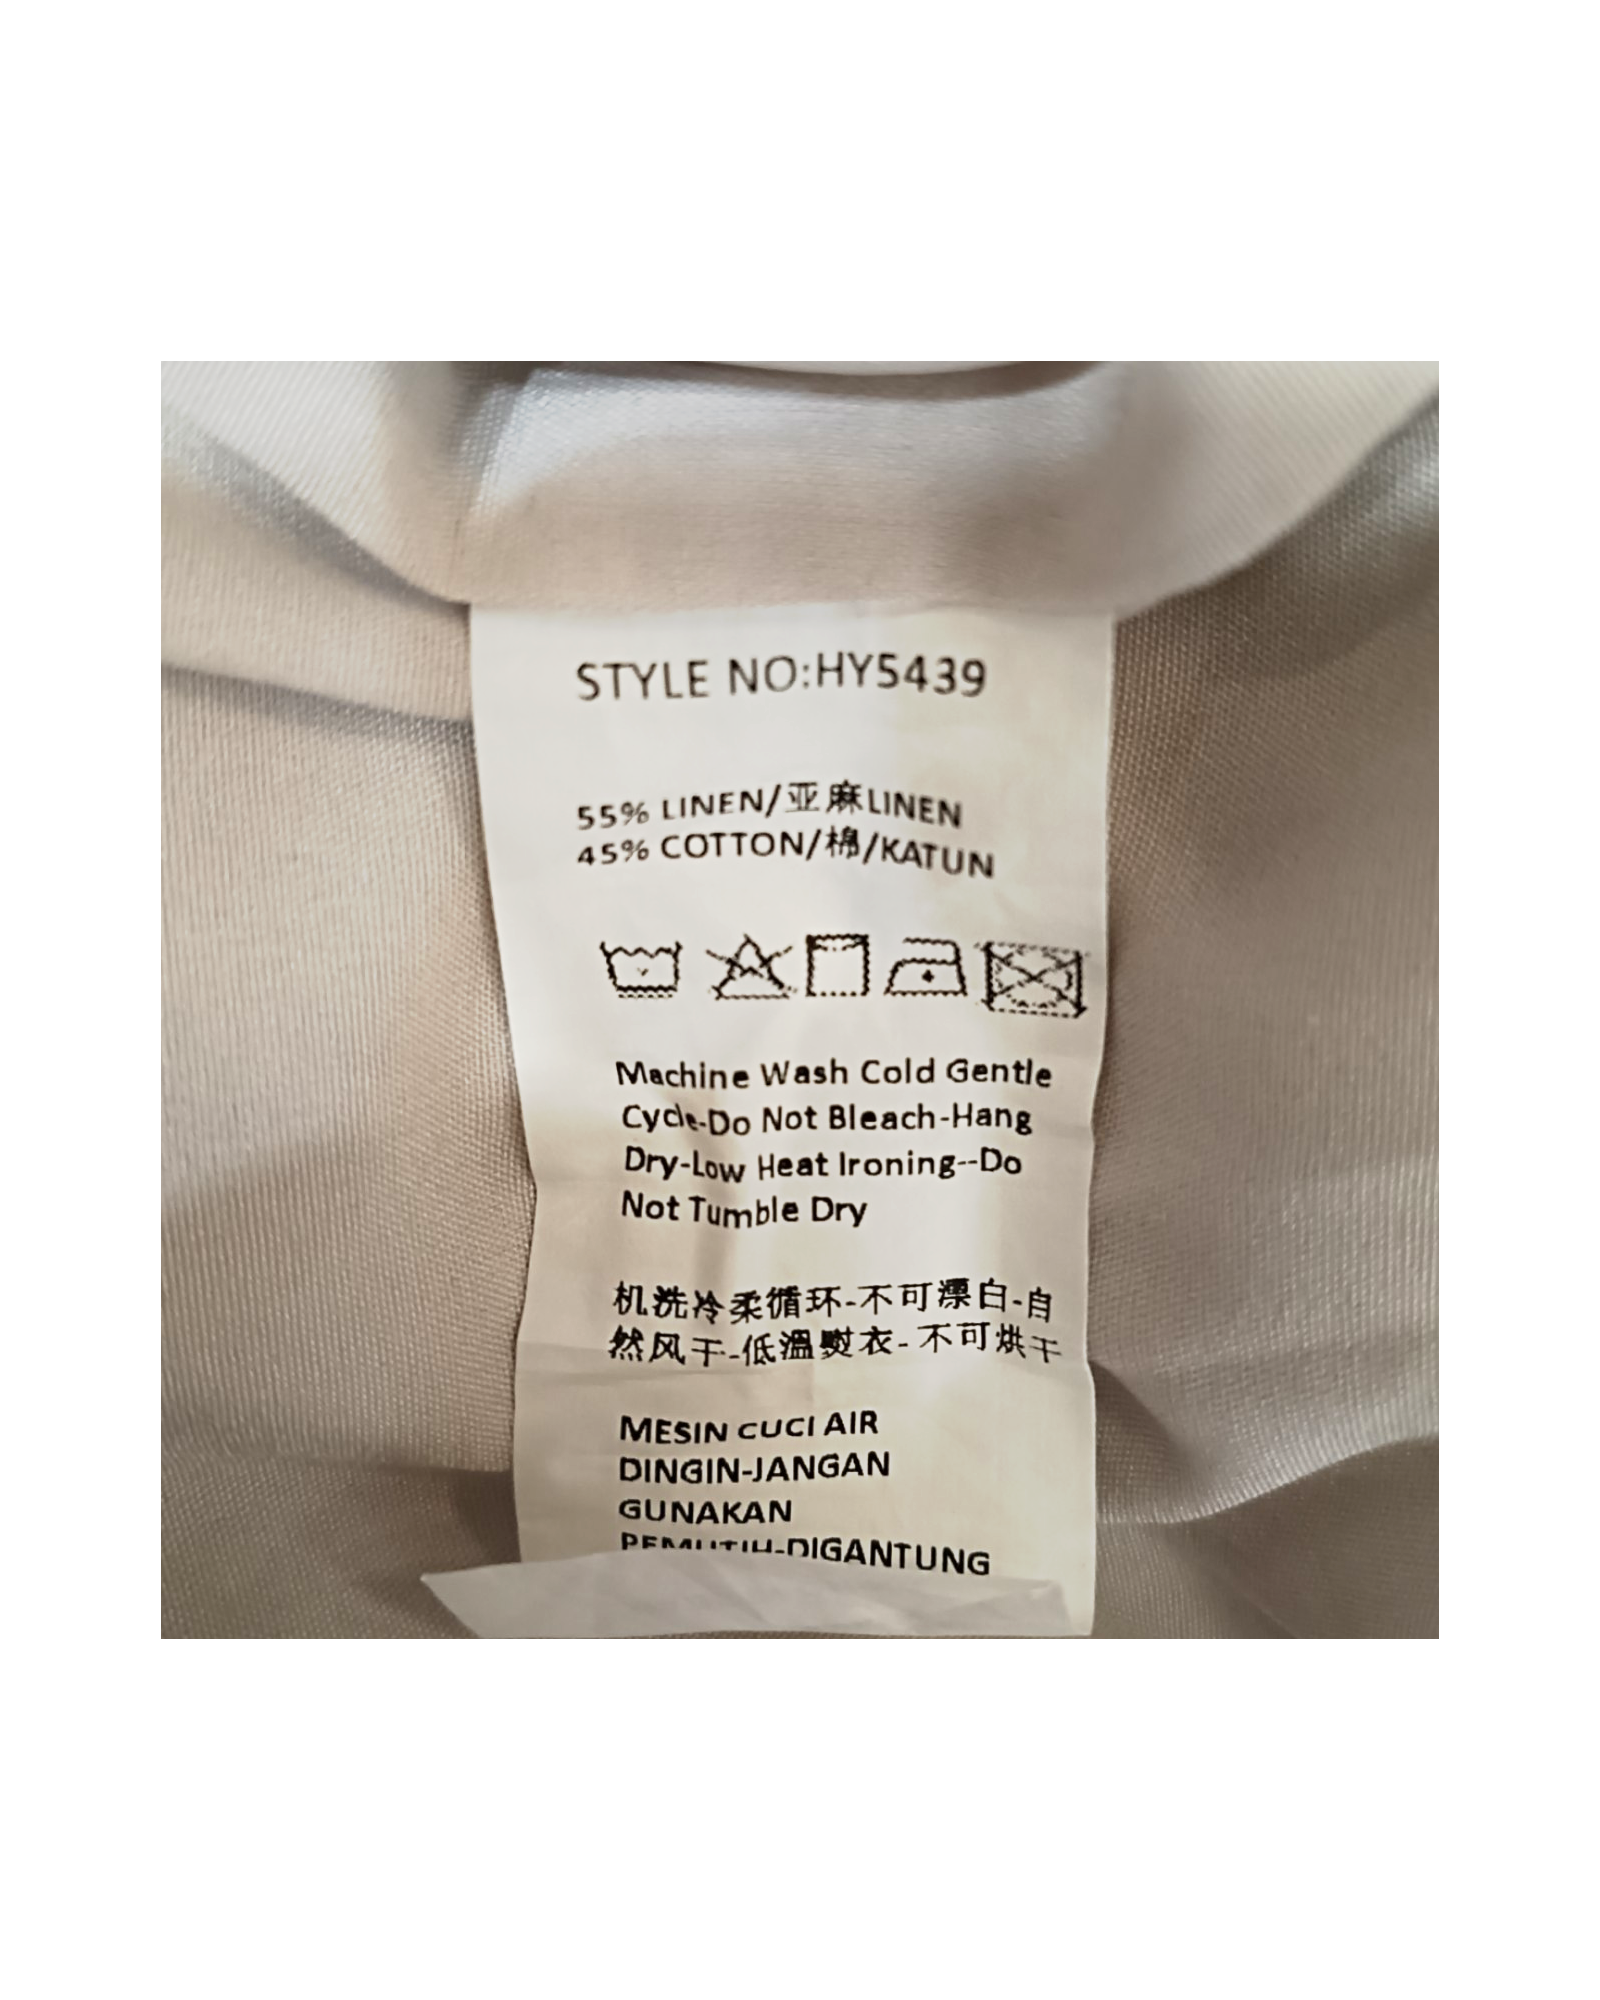 STYLE NO:HY5439
55% LINEN/亚麻LINEN
45% COTTON/棉/KATUN
Machine Wash Cold Gentle
Cycle-Do Not Bleach-Hang
Dry-Low Heat Ironing--Do
Not Tumble Dry
机洗冷柔循环-不可漂白-自
然风干-低温熨衣-不可烘干
MESIN CUCI AIR
DINGIN-JANGAN
GUNAKAN
PEMUTIH-DIGANTUNG